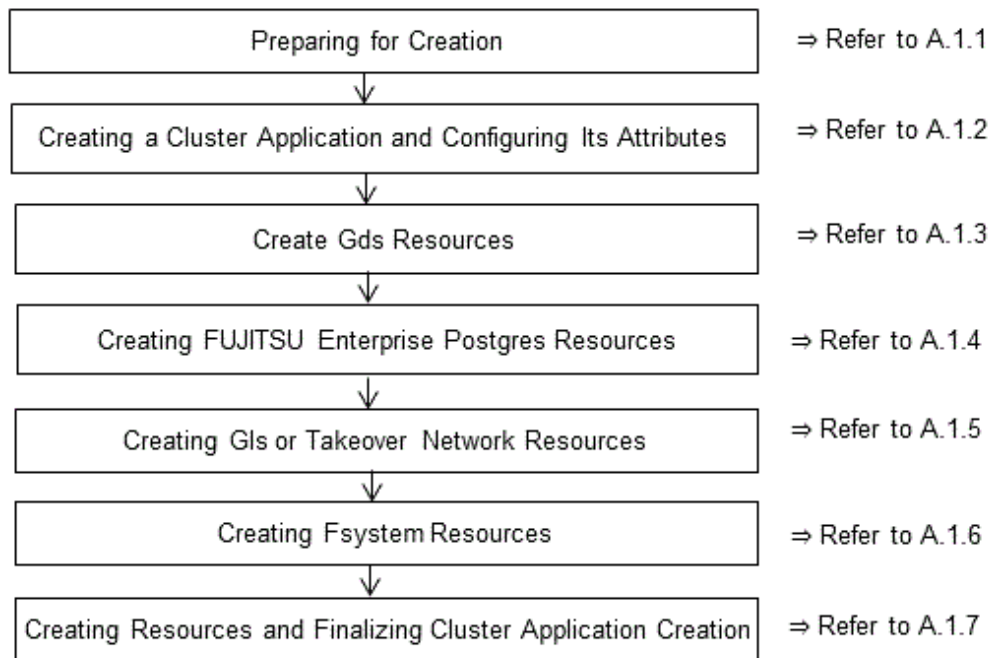 Preparing for Creation ⇒ Refer to A.1.1
Creating a Cluster Application and Configuring Its Attributes ⇒ Refer to A.1.2
Create Gds Resources ⇒ Refer to A.1.3
Creating FUJITSU Enterprise Postgres Resources ⇒ Refer to A.1.4
Creating Gls or Takeover Network Resources ⇒ Refer to A.1.5
Creating Fsystem Resources ⇒ Refer to A.1.6
Creating Resources and Finalizing Cluster Application Creation ⇒ Refer to A.1.7